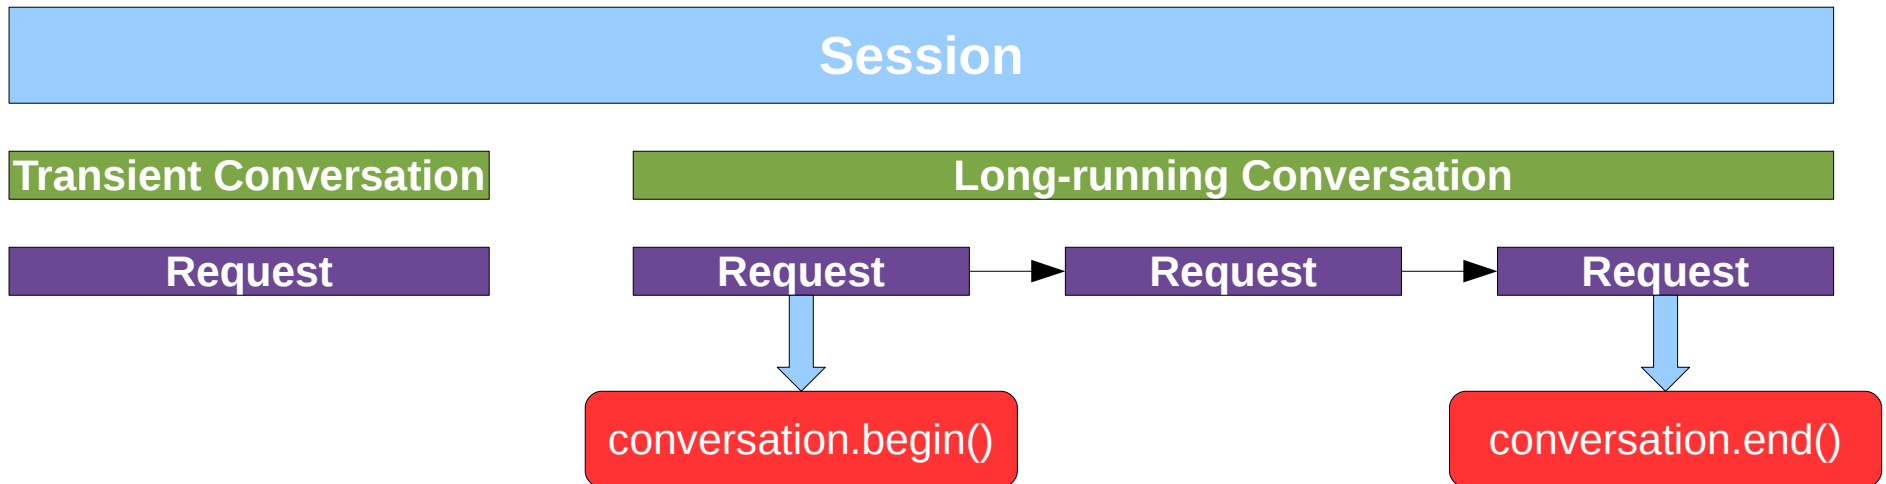 Session
Transient Conversation
Long-running Conversation
Request
Request
Request
Request
conversation.begin()
conversation.end()